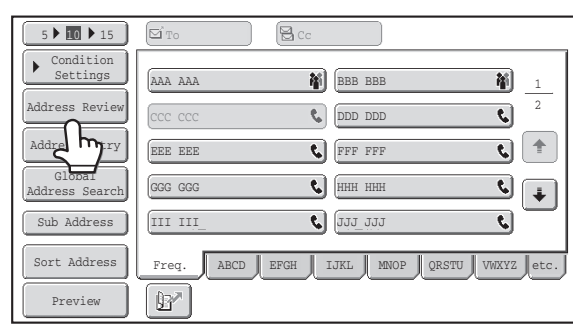 5 10 15
To
Cc
Condition
Settings
Address Review
Global
Address Search
Sub Address
Sort Address
Preview
AAA AAA
BBB BBB
CCC CCC
DDD DDD
EEE EEE
FFF FFF
GGG GGG
HHH HHH
III III
JJJ JJJ
1
2
Freq.
ABCD
EFGH
IJKL
MNOP
QRSTU
VWXYZ
etc.